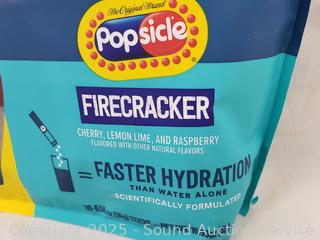 The Original Brand
Popsicle
®
FIRECRACKER
CHERRY, LEMON LIME, AND RASPBERRY
FLAVORED WITH OTHER NATURAL FLAVORS
= FASTER HYDRATION
THAN WATER ALONE
SCIENTIFICALLY FORMULATED
Copyright 2025 - Sound Auction Service